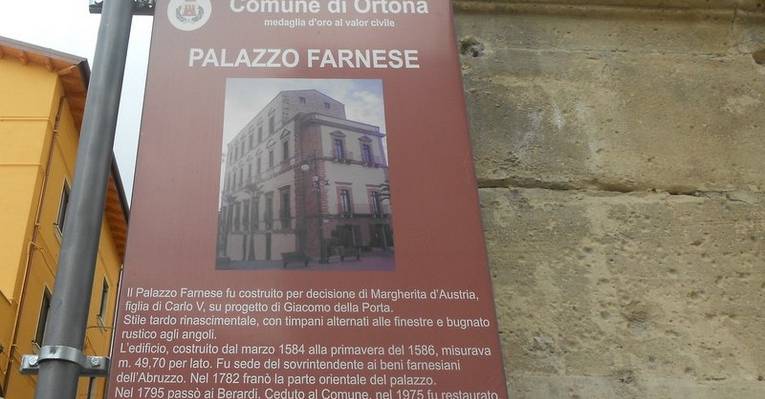 Comune di Ortona
medaglia d'oro al valor civile
PALAZZO FARNESE
Il Palazzo Farnese fu costruito per decisione di Margherita d'Austria,
figlia di Carlo V, su progetto di Giacomo della Porta.
Stile tardo rinascimentale, con timpani alternati alle finestre e bugnato
rustico agli angoli.
L'edificio, costruito dal marzo 1584 alla primavera del 1586, misurava
m. 49,70 per lato. Fu sede del sovrintendente ai beni farnesiani
dell'Abruzzo. Nel 1782 franò la parte orientale del palazzo.
Nel 1795 passò ai Berardi. Ceduto al Comune, nel 1975 fu restaurato